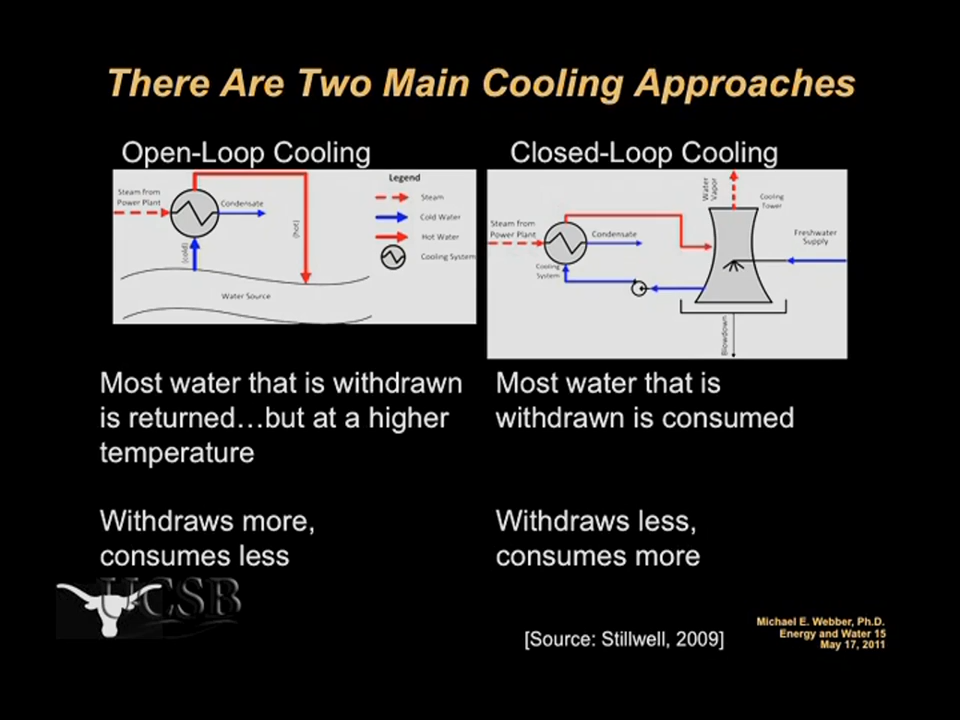 There Are Two Main Cooling Approaches
Open-Loop Cooling
Steam from
Power Plant
Condensate
(cold)
(hot)
Water Source
Legend
Steam
Cold Water
Hot Water
Cooling System
Most water that is withdrawn
is returned…but at a higher
temperature
Withdraws more,
consumes less
Closed-Loop Cooling
Steam from
Power Plant
Condensate
Cooling
System
Water
Vapor
Cooling
Tower
Freshwater
Supply
Blowdown
Most water that is
withdrawn is consumed
Withdraws less,
consumes more
UCSB
[Source: Stillwell, 2009]
Michael E. Webber, Ph.D.
Energy and Water 15
May 17, 2011